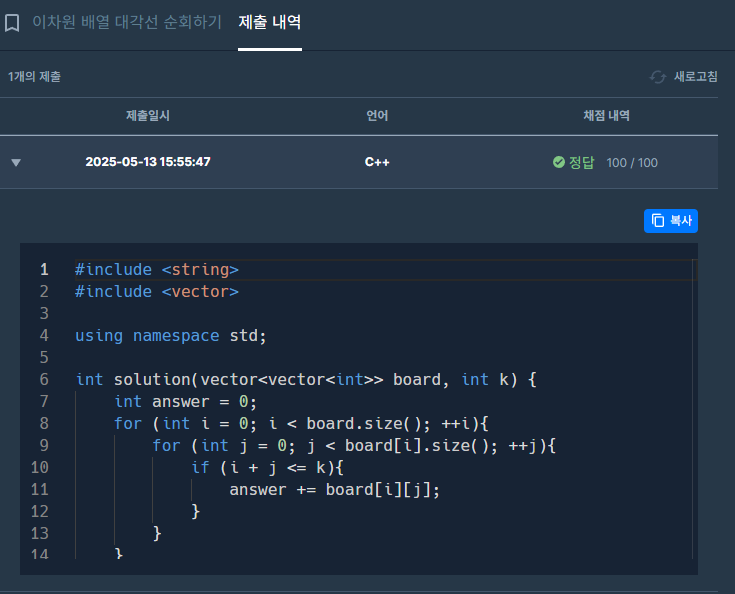 이차원 배열 대각선 순회하기 제출 내역
1개의 제출 새로고침
제출일시 언어 채점 내역
2025-05-13 15:55:47 C++ 정답 100 / 100
복사
1 #include <string>
2 #include <vector>
3
4 using namespace std;
5
6 int solution(vector<vector<int>> board, int k) {
7     int answer = 0;
8     for (int i = 0; i < board.size(); ++i){
9         for (int j = 0; j < board[i].size(); ++j){
10             if (i + j <= k){
11                 answer += board[i][j];
12             }
13         }
14     }